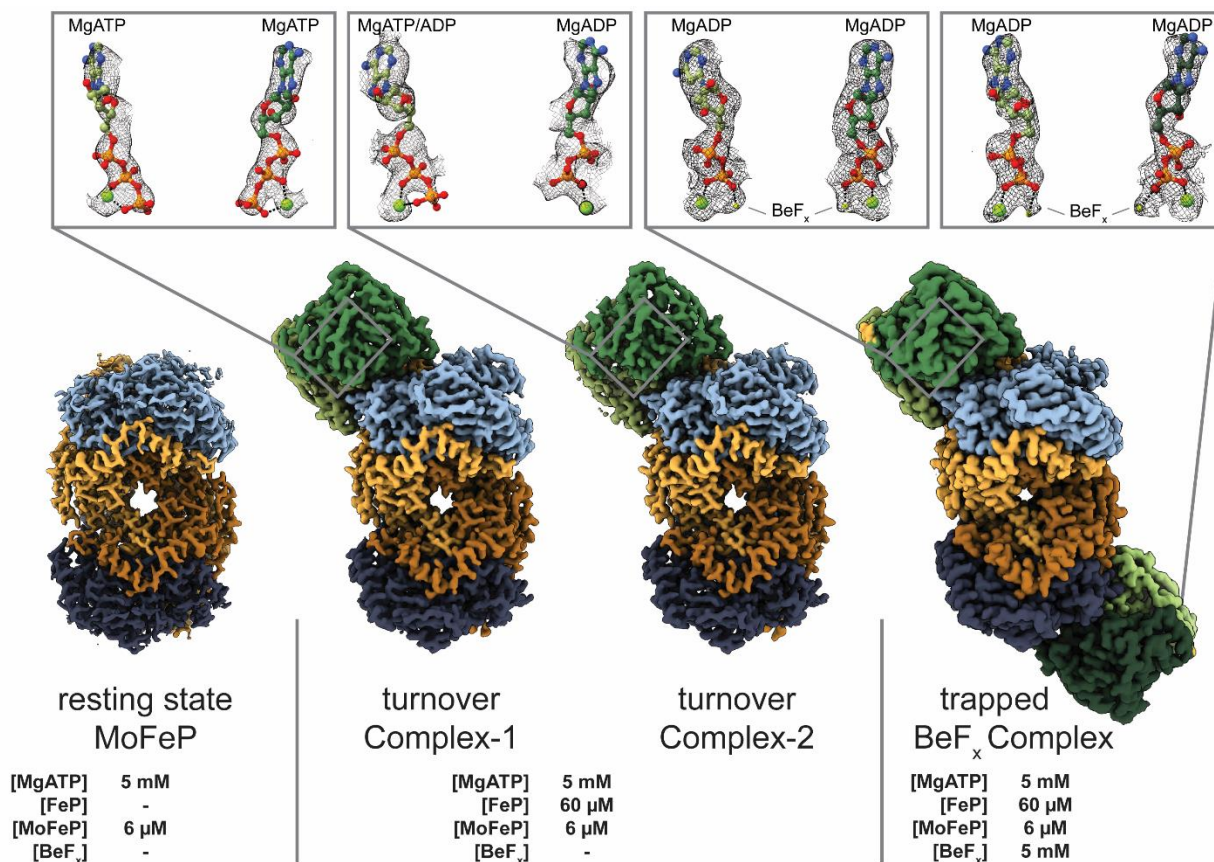 MgATP MgATP
MgATP/ADP MgADP
MgADP MgADP
MgADP MgADP
BeFx
BeFx
resting state
MoFeP
turnover
Complex-1
turnover
Complex-2
trapped
BeFx Complex
[MgATP] 5 mM
[FeP] -
[MoFeP] 6 µM
[BeFx] -
[MgATP] 5 mM
[FeP] 60 µM
[MoFeP] 6 µM
[BeFx] -
[MgATP] 5 mM
[FeP] 60 µM
[MoFeP] 6 µM
[BeFx] 5 mM